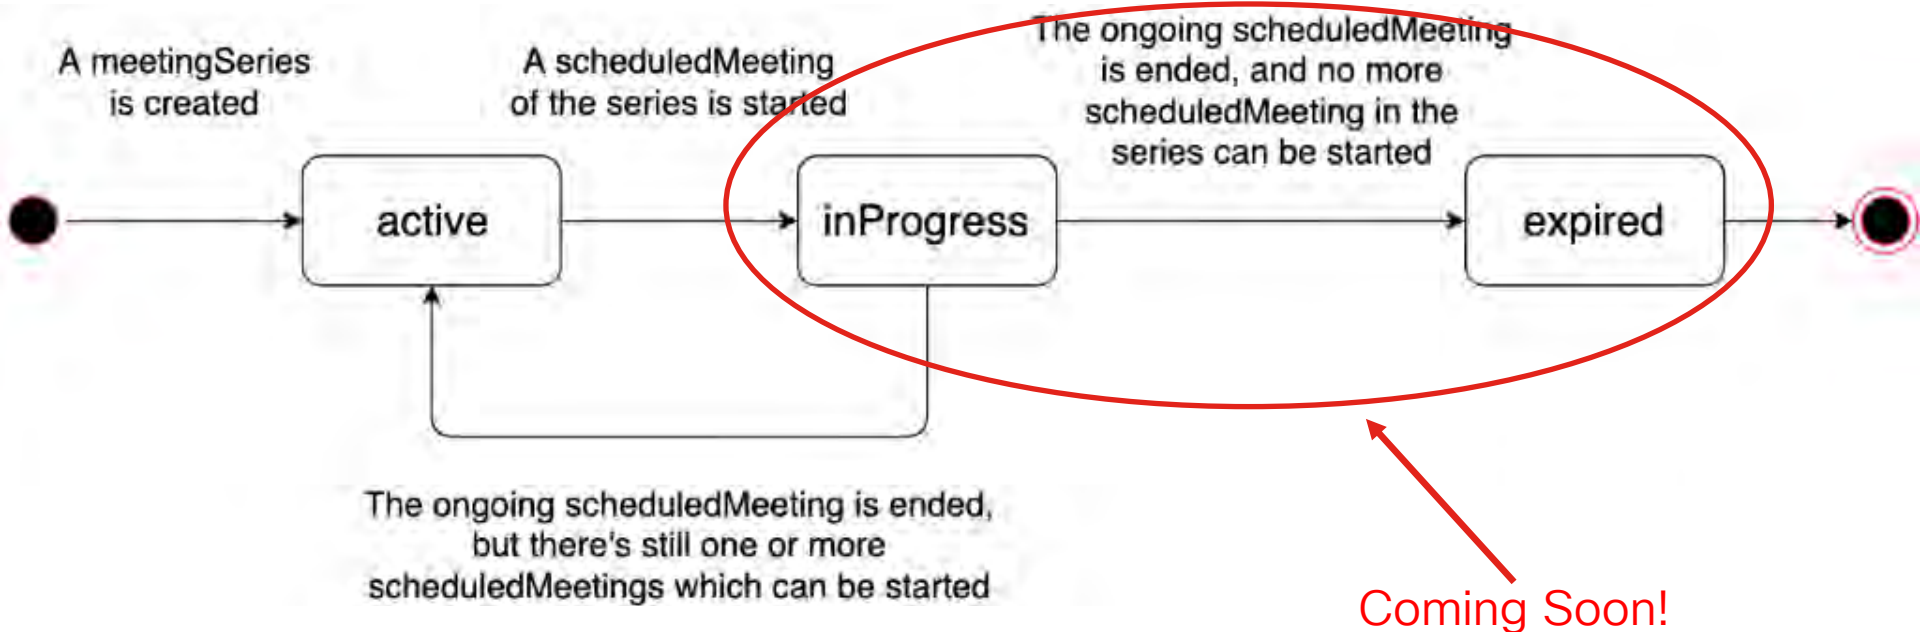 A meetingSeries
is created
A scheduledMeeting
of the series is started
The ongoing scheduledMeeting
is ended, and no more
scheduledMeeting in the
series can be started
active
inProgress
expired
The ongoing scheduledMeeting is ended,
but there's still one or more
scheduledMeetings which can be started
Coming Soon!